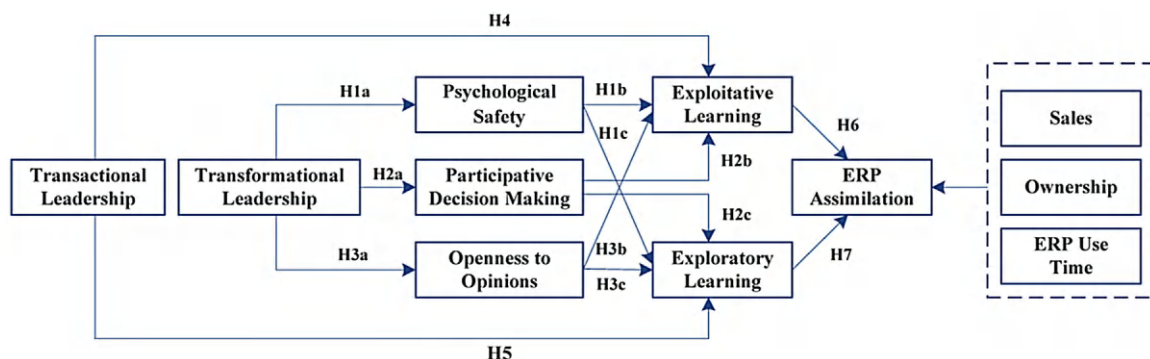 H4
H1a
Psychological
Safety
H1b
Exploitative
Learning
H1c
H6
Sales
Transactional
Leadership
Transformational
Leadership
H2a
Participative
Decision Making
H2b
ERP
Assimilation
Ownership
H2c
H3a
Openness to
Opinions
H3b
H3c
Exploratory
Learning
H7
ERP Use
Time
H5